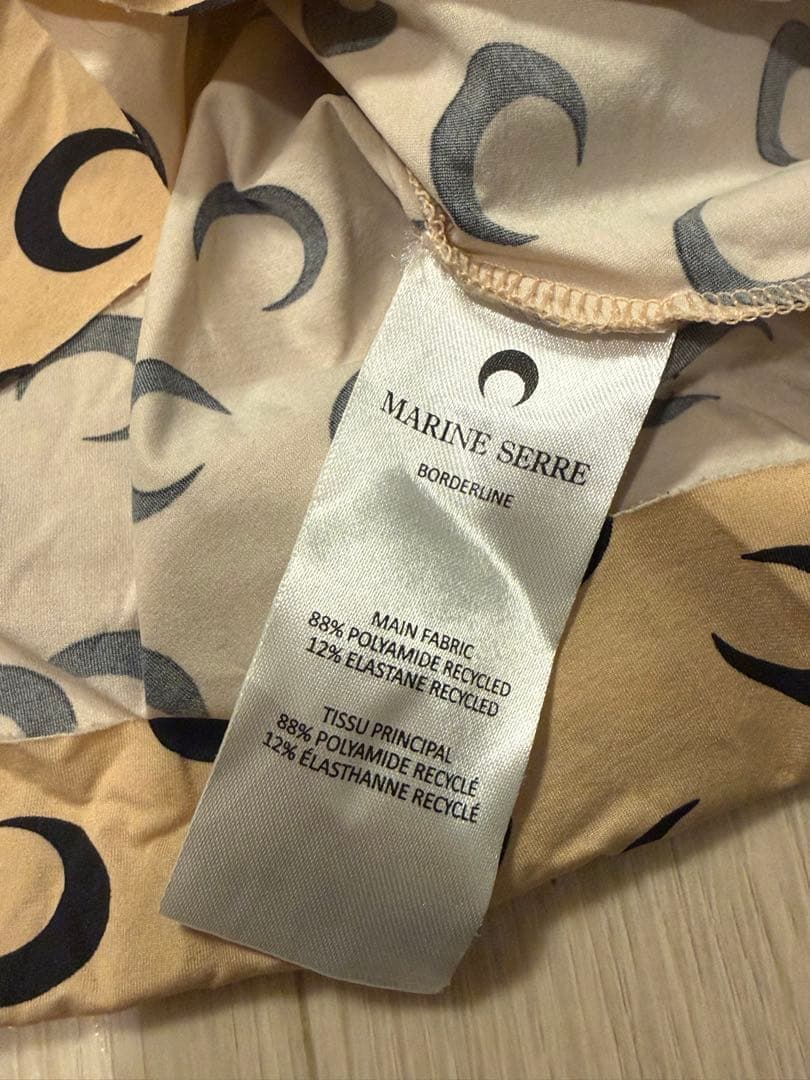 MARINE SERRE
BORDERLINE
MAIN FABRIC
88% POLYAMIDE RECYCLED
12% ELASTANE RECYCLED
TISSU PRINCIPAL
88% POLYAMIDE RECYCLÉ
12% ÉLASTHANNE RECYCLÉ